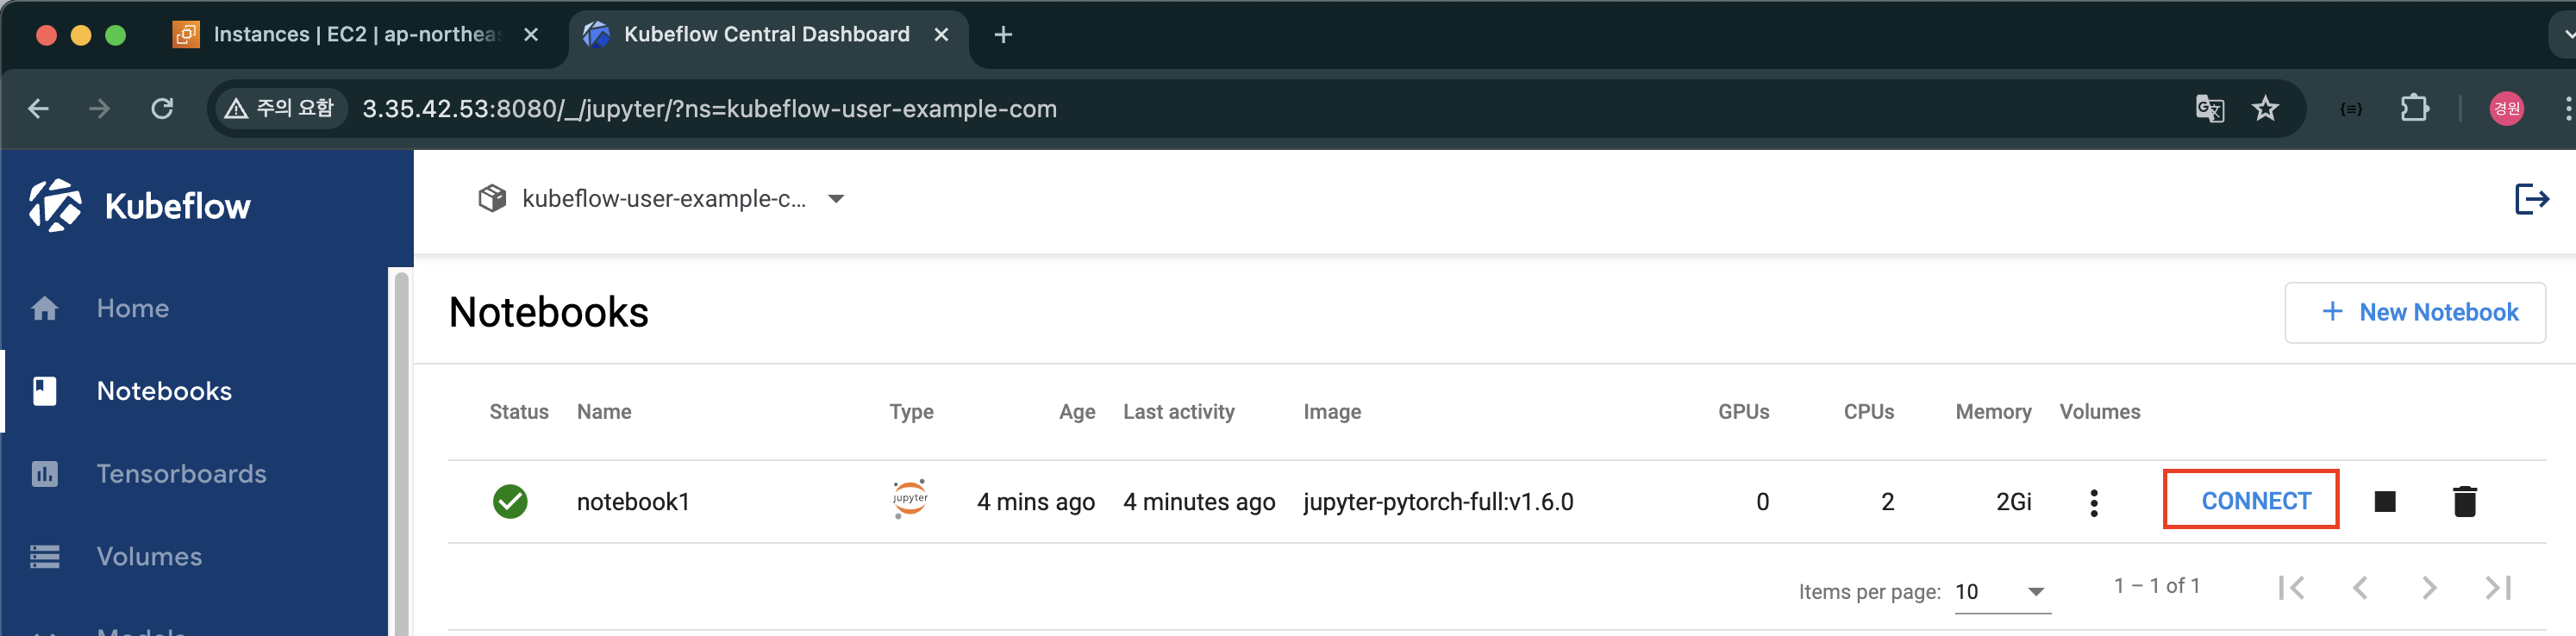 Instances | EC2 | ap-northeas
Kubeflow Central Dashboard
주의 요함
3.35.42.53:8080/_/jupyter/?ns=kubeflow-user-example-com
경원
Kubeflow
kubeflow-user-example-c...
Home
Notebooks
Tensorboards
Volumes
Models
Notebooks
New Notebook
Status Name Type Age Last activity Image GPUs CPUs Memory Volumes
notebook1 jupyter 4 mins ago 4 minutes ago jupyter-pytorch-full:v1.6.0 0 2 2Gi CONNECT
Items per page: 10 1 – 1 of 1